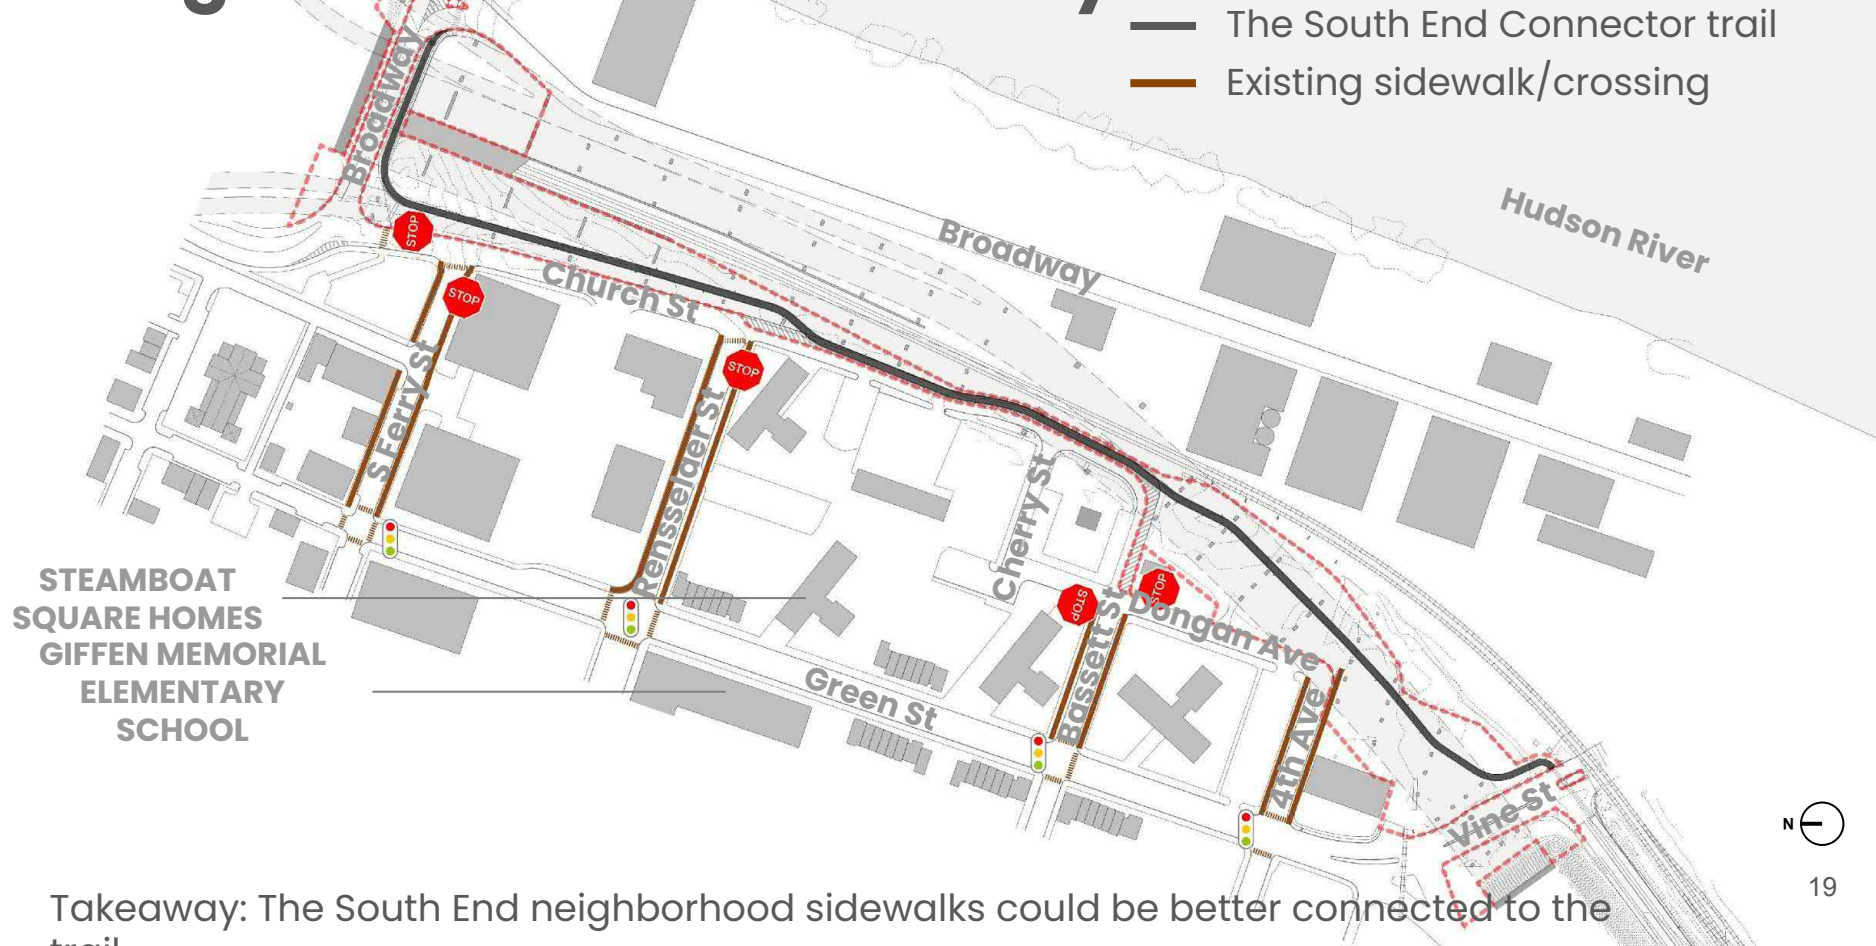 The South End Connector trail
Existing sidewalk/crossing
Broadway
Hudson River
Broadway
STOP
Church St
STOP
S Ferry St
STOP
Rensselder St
Cherry St
STEAMBOAT
SQUARE HOMES
GIFFEN MEMORIAL
ELEMENTARY
SCHOOL
STOP
STOP
Bassett St
Dongan Ave
Green St
4th Ave
Vine St
N
19
Takeaway: The South End neighborhood sidewalks could be better connected to the
trail